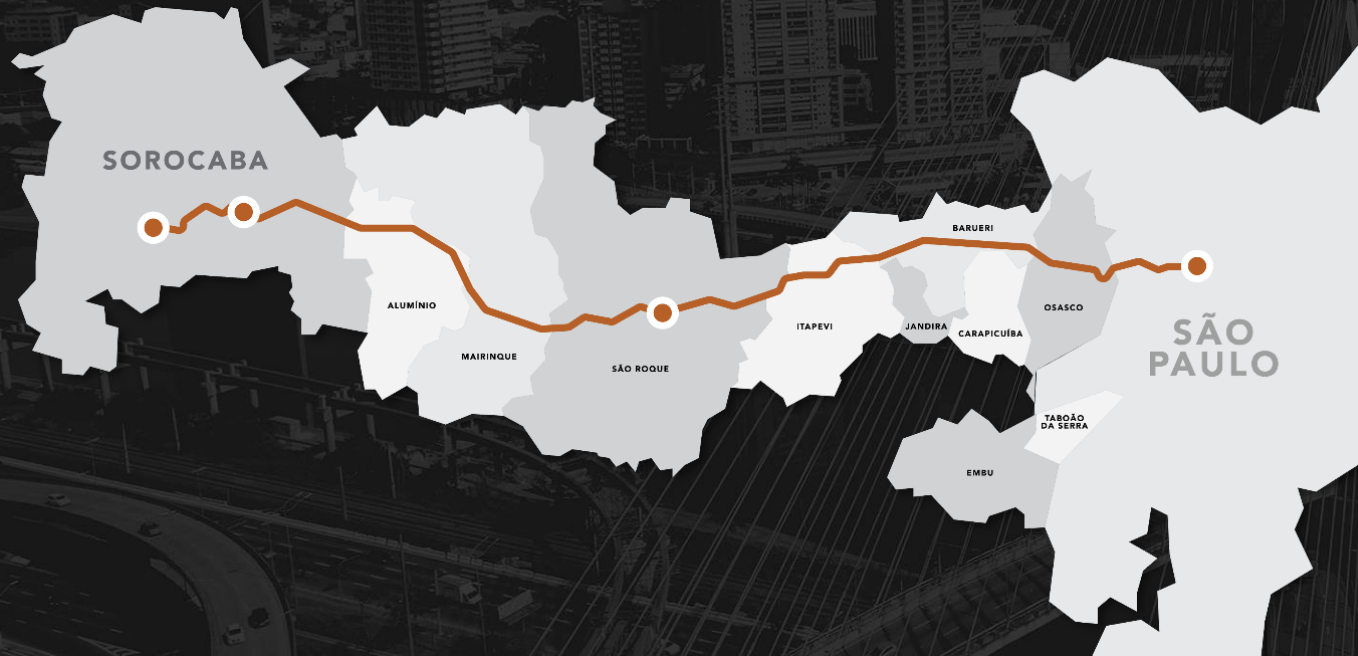 SOROCABA
BARUERI
ALUMÍNIO
OSASCO
ITAPEVI
JANDIRA
CARAPICUÍBA
SÃO
PAULO
MAIRINQUE
SÃO ROQUE
TABOÃO
DA SERRA
EMBU